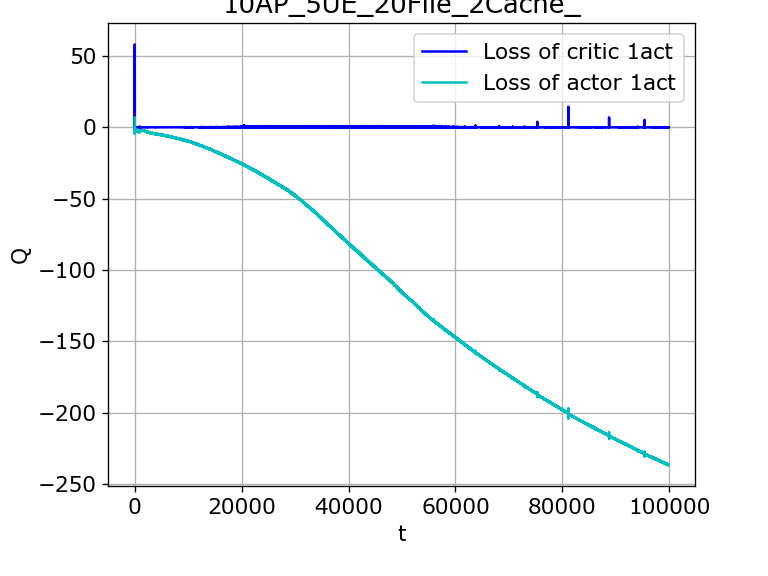 10AP_5UE_20File_2Cache_
Loss of critic 1act
Loss of actor 1act
50
0
−50
−100
−150
−200
−250
Q
0 20000 40000 60000 80000 100000
t